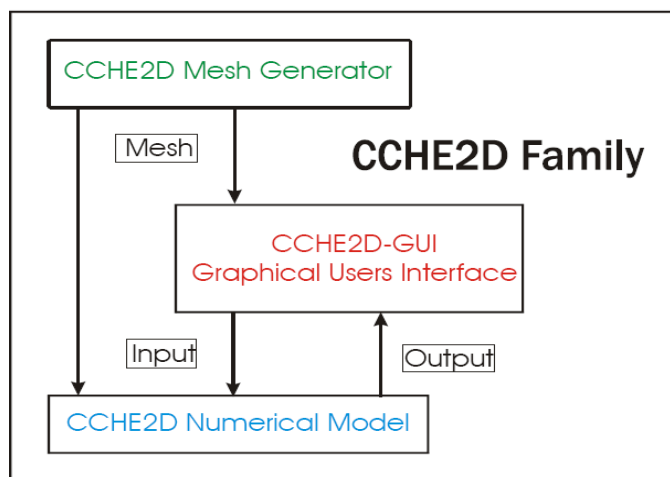 CCHE2D Mesh Generator
Mesh
CCHE2D Family
CCHE2D-GUI
Graphical Users Interface
Input
Output
CCHE2D Numerical Model